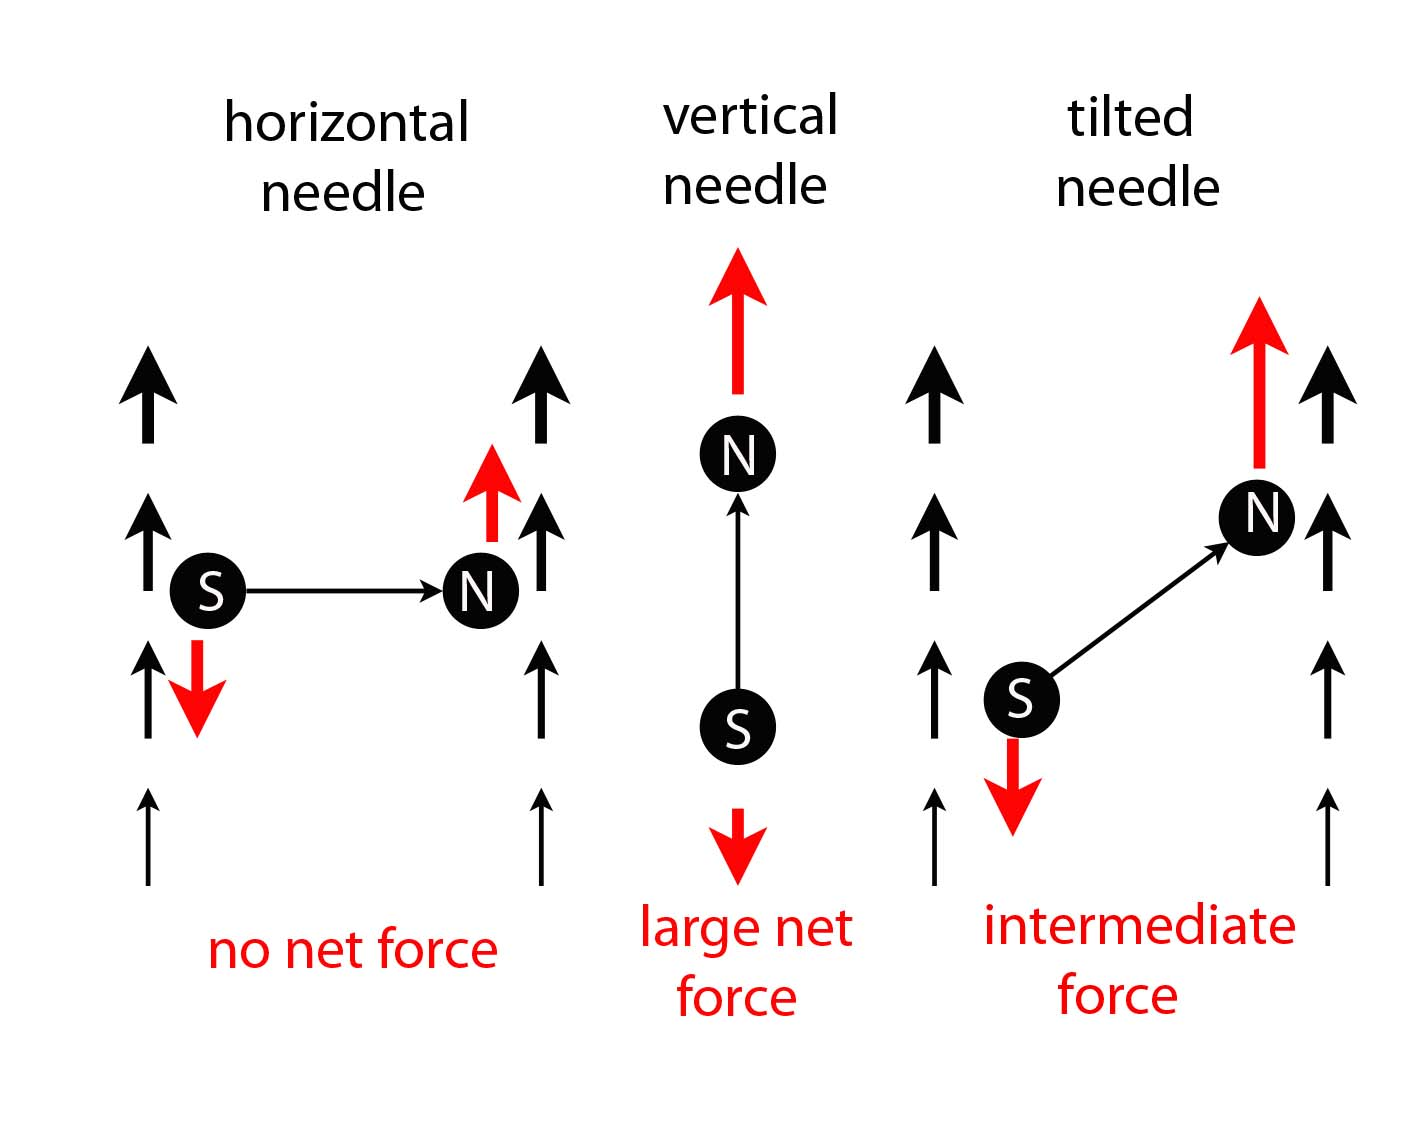 horizontal
needle
S
N
no net force
vertical
needle
N
S
large net
force
tilted
needle
N
S
intermediate
force